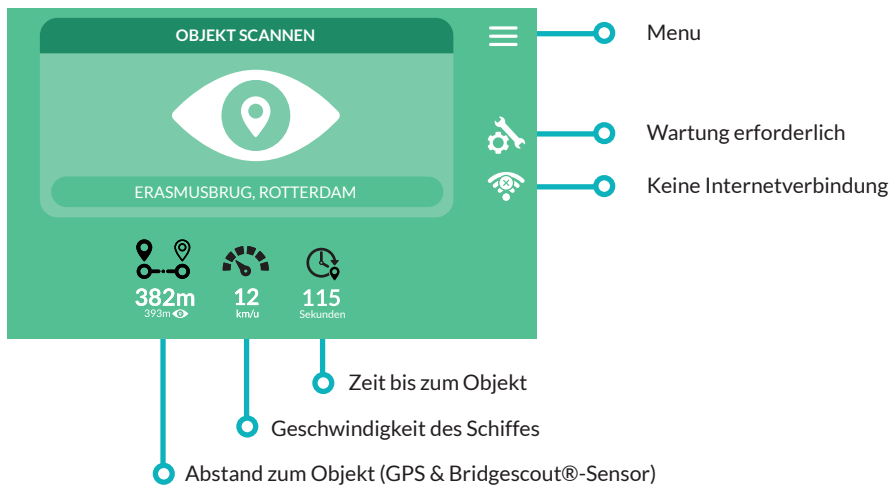 OBJEKT SCANNEN
Menu
Wartung erforderlich
Keine Internetverbindung
ERASMUSBRUG, ROTTERDAM
382m
12
115
393m
km/u
Sekunden
Zeit bis zum Objekt
Geschwindigkeit des Schiffes
Abstand zum Objekt (GPS & Bridgescout®-Sensor)